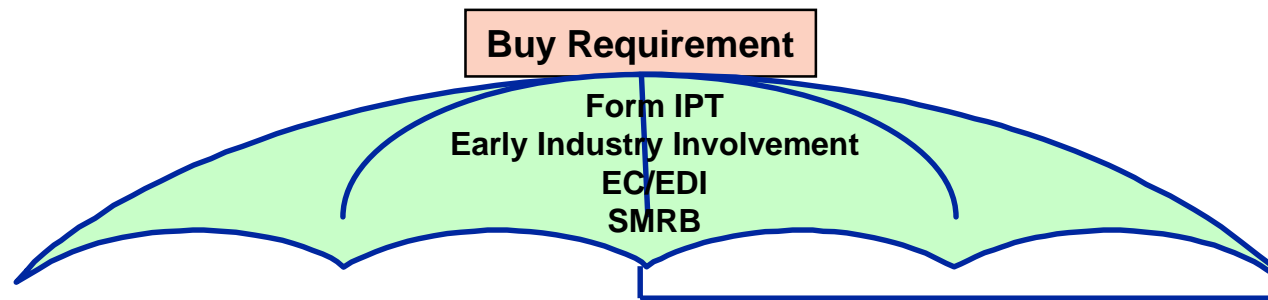 Buy Requirement
Form IPT
Early Industry Involvement
EC/EDI
SMRB